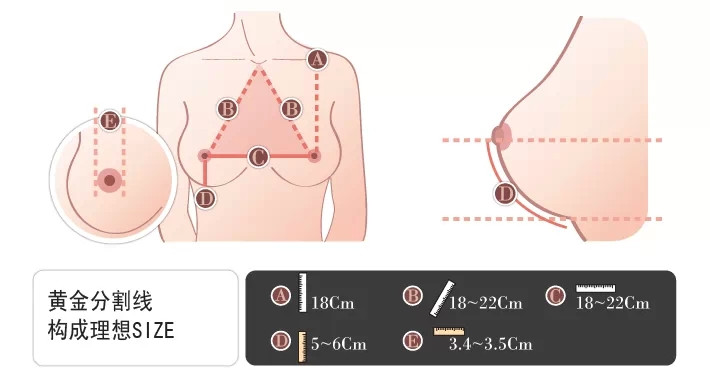 A
B
B
E
C
D
D
黄金分割线
构成理想SIZE
A 18Cm
B 18~22Cm
C 18~22Cm
D 5~6Cm
E 3.4~3.5Cm